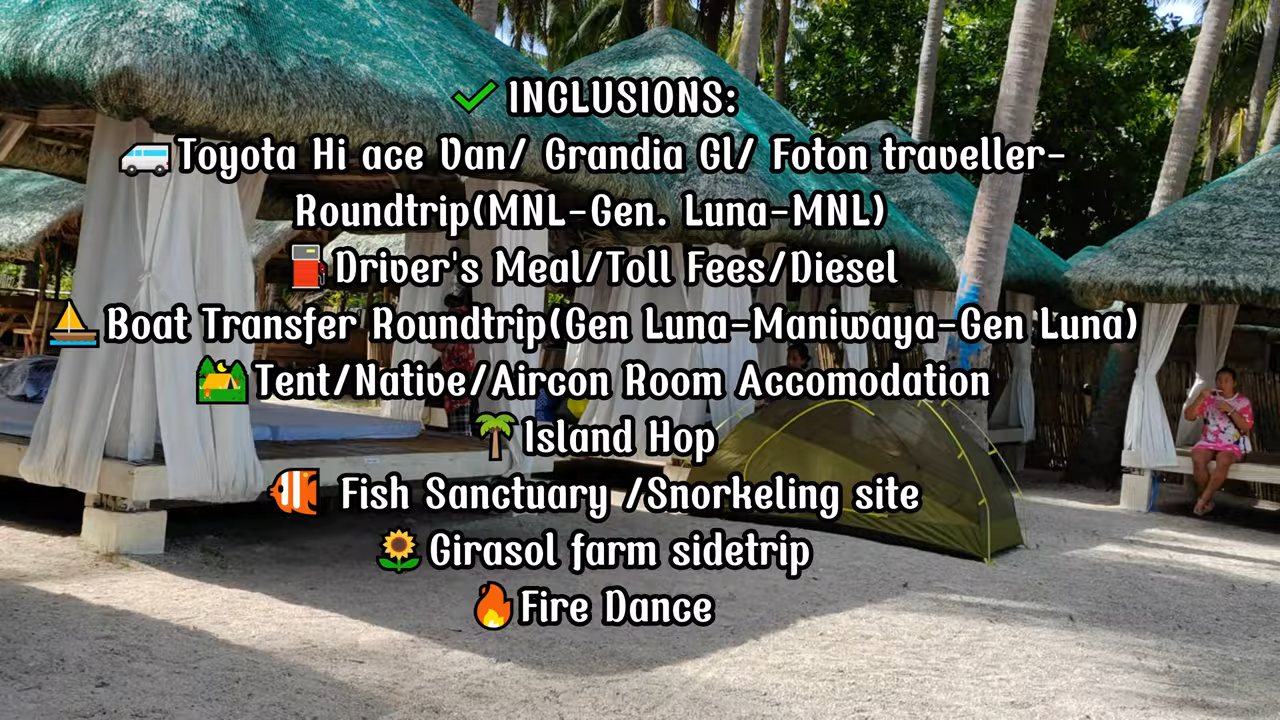 ✔ INCLUSIONS:
🚐Toyota Hi ace Van/ Grandia Gl/ Foton traveller-
Roundtrip(MNL-Gen. Luna-MNL)
⛽Driver's Meal/Toll Fees/Diesel
⛵Boat Transfer Roundtrip(Gen Luna-Maniwaya-Gen Luna)
🏕Tent/Native/Aircon Room Accomodation
🌴Island Hop
🐠 Fish Sanctuary /Snorkeling site
🌻Girasol farm sidetrip
🔥Fire Dance